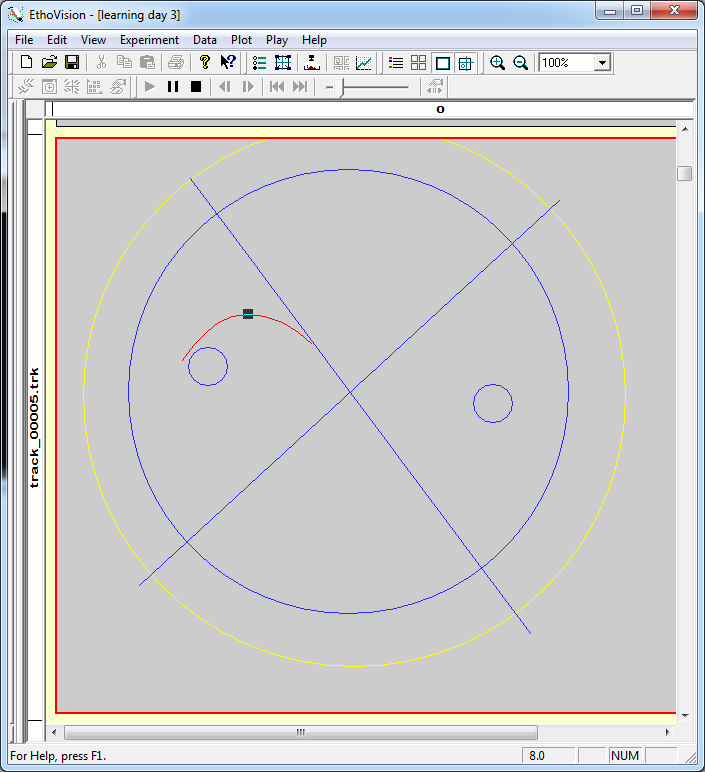 EthoVision - [learning day 3]
File Edit View Experiment Data Plot Play Help
100%
0
track_00005.trk
For Help, press F1.
8.0
NUM